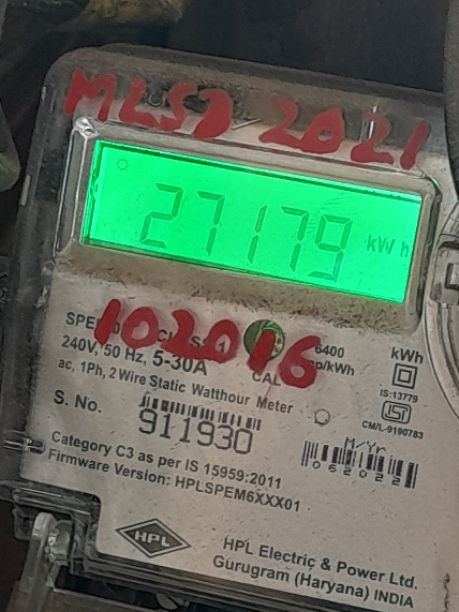 MLSD 2021
27179 kWh
102016
240V, 50 Hz, 5-30A
6400
kWh
ac, 1Ph, 2 Wire Static Watthour Meter
CAL
IS:13779
ISI
CM/L-9190783
S. No.
911930
M/Yr
062022
Category C3 as per IS 15959:2011
Firmware Version: HPLSPEM6XXX01
HPL
HPL Electric & Power Ltd.
Gurugram (Haryana) INDIA